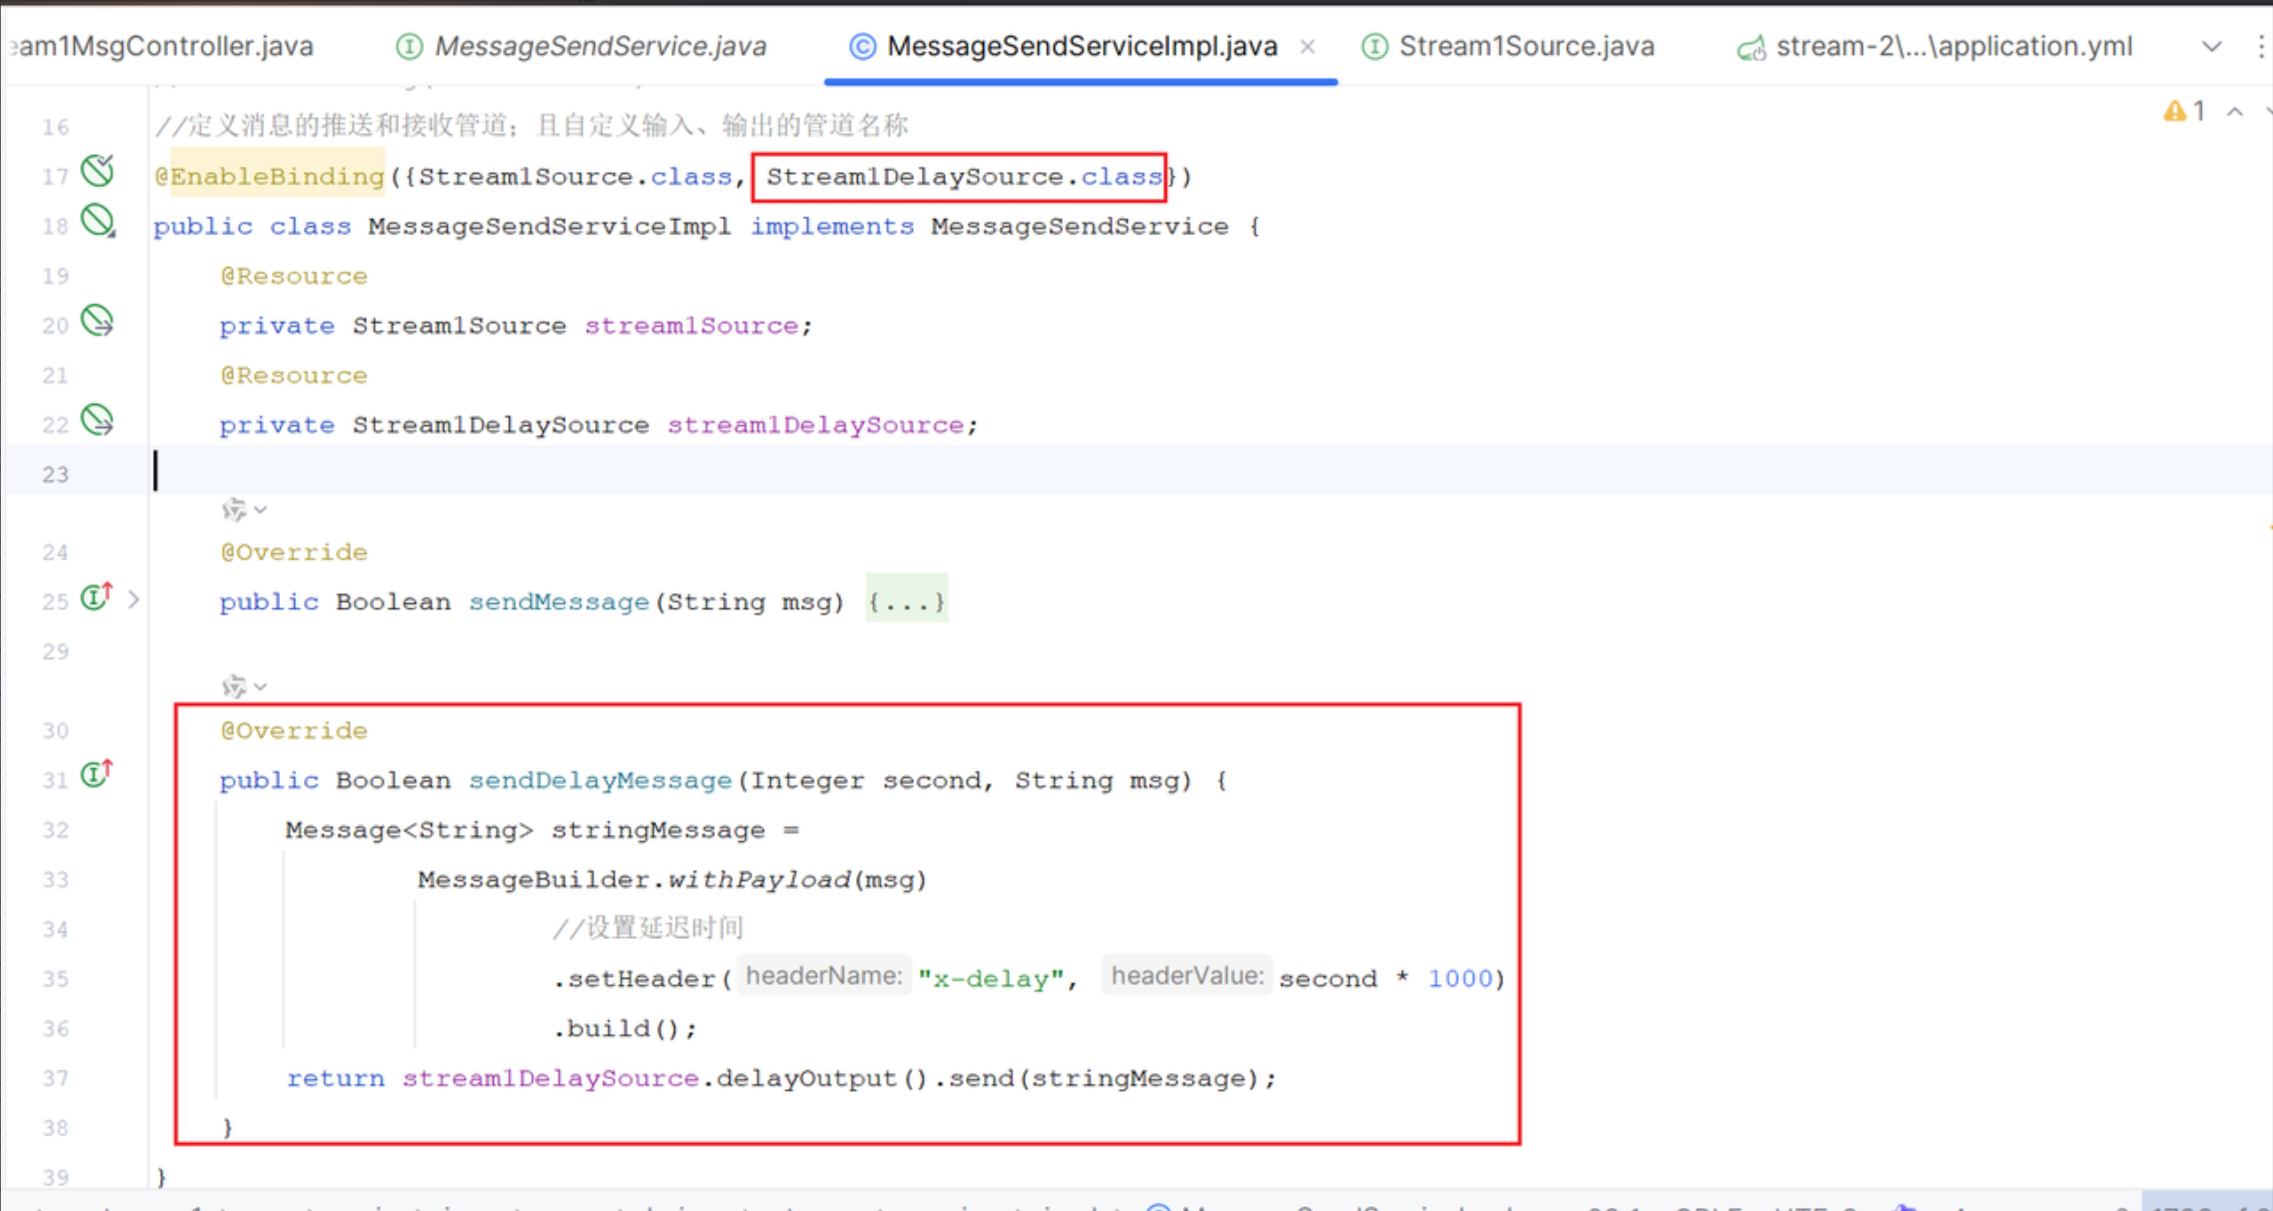 am1MsgController.java MessageSendService.java MessageSendServiceImpl.java Stream1Source.java stream-2\...\application.yml
16 //定义消息的推送和接收管道；且自定义输入、输出的管道名称
1
17 @EnableBinding({Stream1Source.class, Stream1DelaySource.class})
18 public class MessageSendServiceImpl implements MessageSendService {
19 @Resource
20 private Stream1Source stream1Source;
21 @Resource
22 private Stream1DelaySource stream1DelaySource;
23
24 @Override
25 public Boolean sendMessage(String msg) {...}
29
30 @Override
31 public Boolean sendDelayMessage(Integer second, String msg) {
32 Message<String> stringMessage =
33 MessageBuilder.withPayload(msg)
34 //设置延迟时间
35 .setHeader( headerName: "x-delay", headerValue: second * 1000)
36 .build();
37 return stream1DelaySource.delayOutput().send(stringMessage);
38 }
39 }